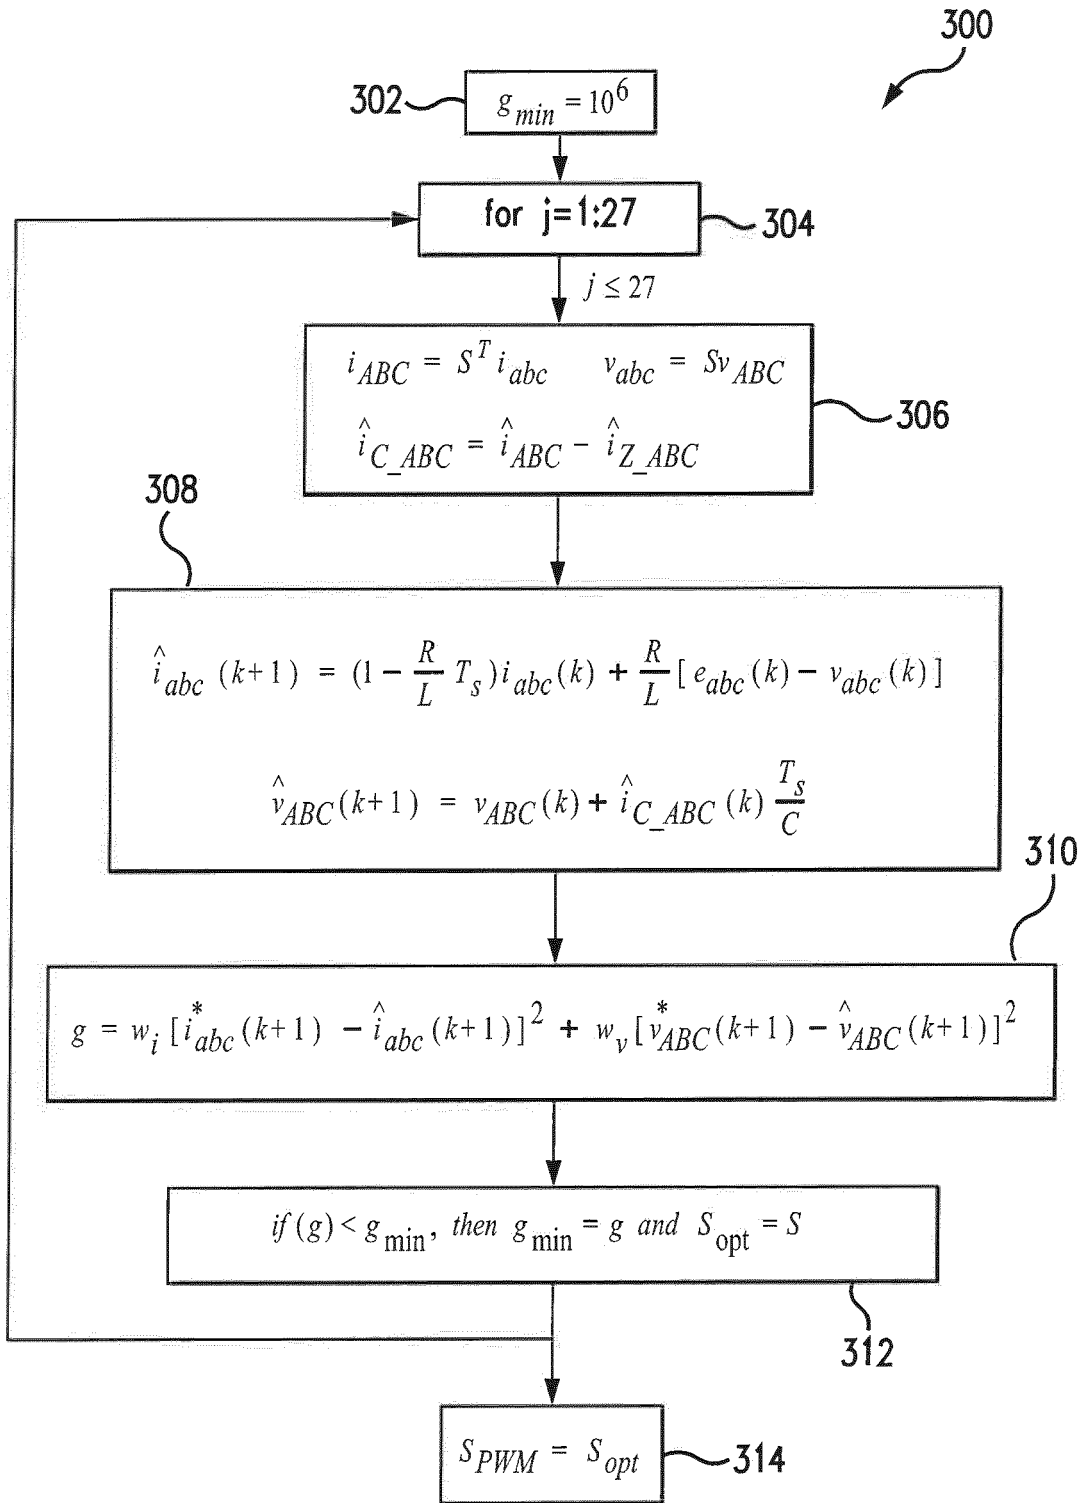 300
302
g_min = 10^6
for j=1:27
304
j ≤ 27
i_ABC = S^T i_abc    v_abc = Sv_ABC
î_C_ABC = î_ABC − î_Z_ABC
306
308
î_abc (k+1) = (1 − R/L T_s) i_abc(k) + R/L [e_abc(k) − v_abc(k)]
v̂_ABC(k+1) = v_ABC(k) + î_C_ABC(k) T_s/C
310
g = w_i [i*_abc(k+1) − î_abc(k+1)]^2 + w_v [v*_ABC(k+1) − v̂_ABC(k+1)]^2
if (g) < g_min, then g_min = g and S_opt = S
312
S_PWM = S_opt
314